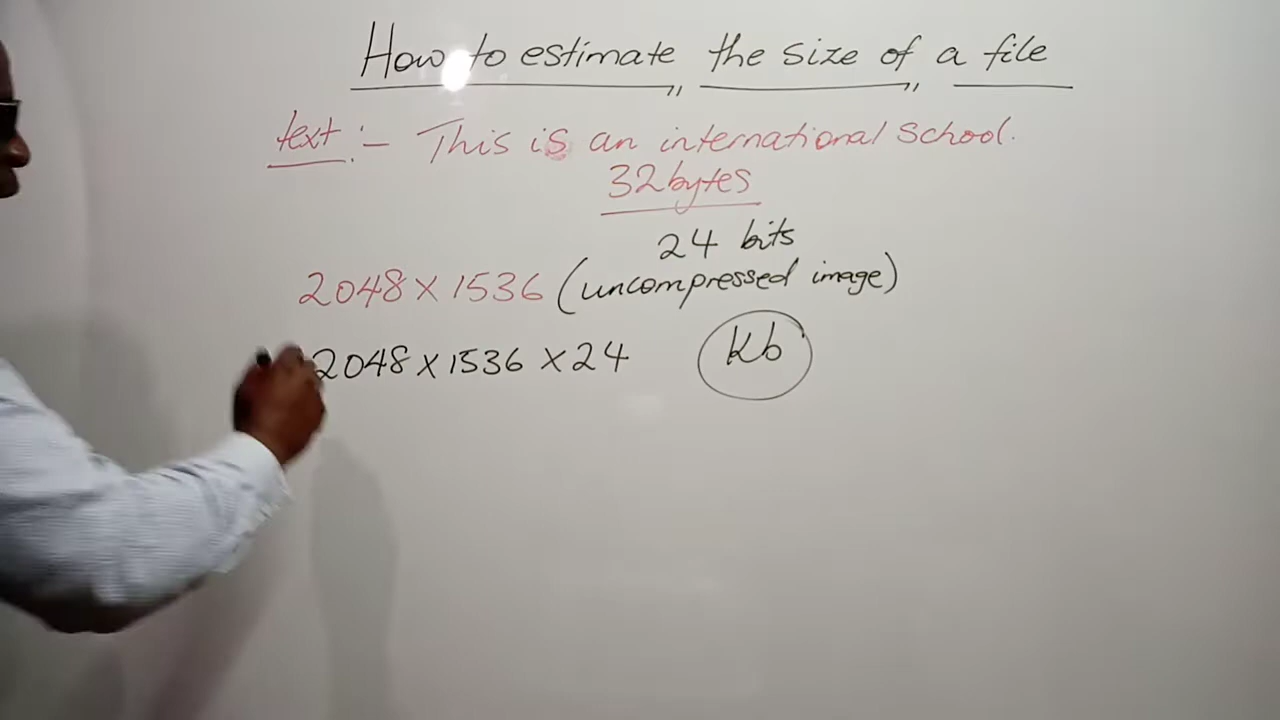 How to estimate the size of a file
text :- This is an international school.
32bytes
24 bits
2048 x 1536 (uncompressed image)
2048 x 1536 x 24 Kb